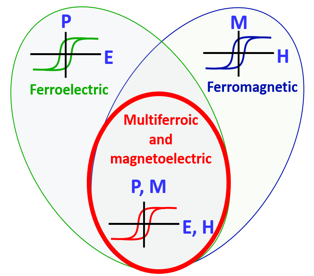 P
E
Ferroelectric
M
H
Ferromagnetic
Multiferroic
and
magnetoelectric
P, M
E, H